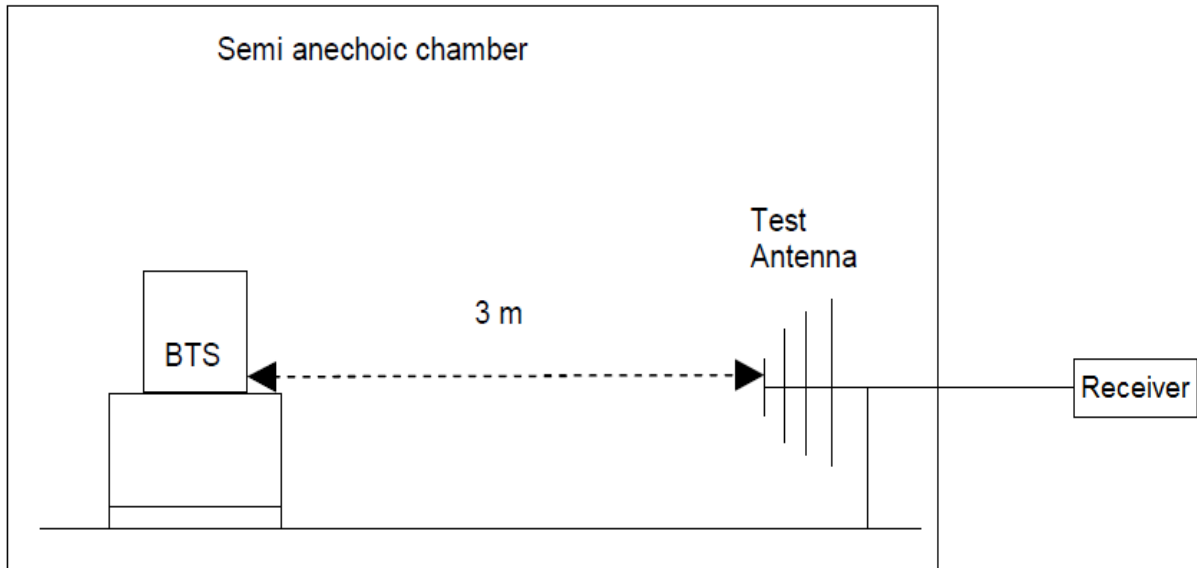 Semi anechoic chamber
Test
Antenna
3 m
BTS
Receiver